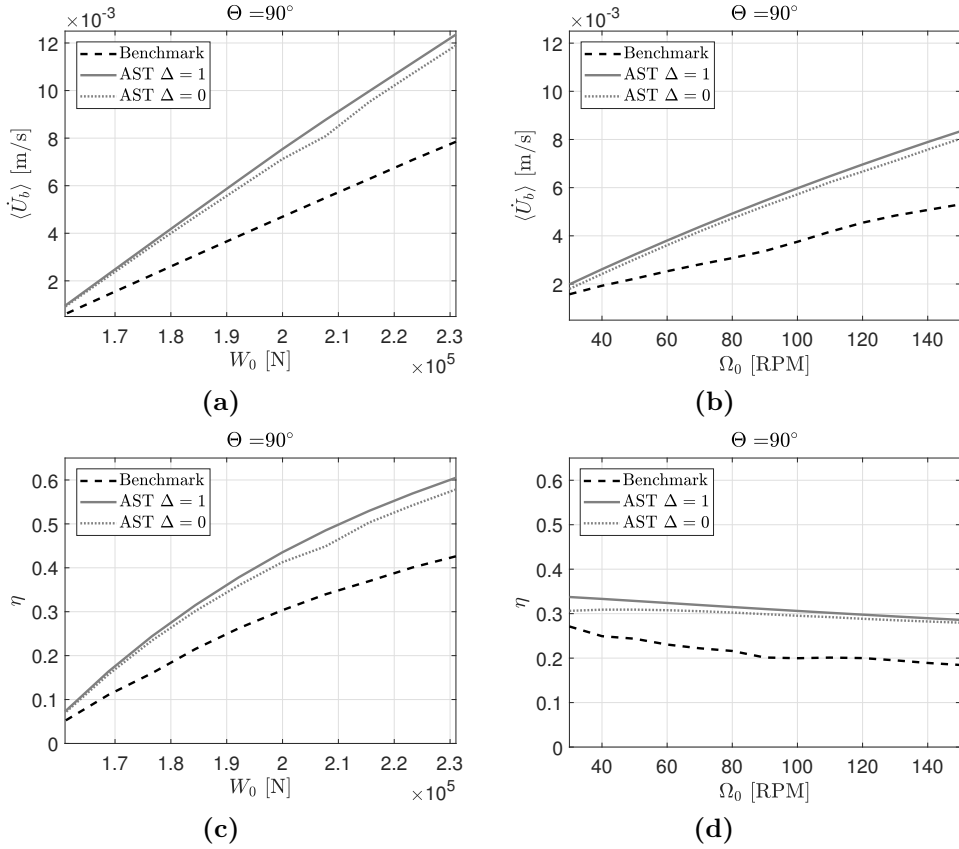 ×10⁻³
Θ =90°
Benchmark
AST Δ = 1
AST Δ = 0
12
10
8
6
4
2
⟨U̇_b⟩ [m/s]
1.7 1.8 1.9 2 2.1 2.2 2.3
W₀ [N]
×10⁵
(a)
×10⁻³
Θ =90°
Benchmark
AST Δ = 1
AST Δ = 0
12
10
8
6
4
2
⟨U̇_b⟩ [m/s]
40 60 80 100 120 140
Ω₀ [RPM]
(b)
Θ =90°
Benchmark
AST Δ = 1
AST Δ = 0
0.6
0.5
0.4
0.3
0.2
0.1
0
η
1.7 1.8 1.9 2 2.1 2.2 2.3
W₀ [N]
×10⁵
(c)
Θ =90°
Benchmark
AST Δ = 1
AST Δ = 0
0.6
0.5
0.4
0.3
0.2
0.1
0
η
40 60 80 100 120 140
Ω₀ [RPM]
(d)